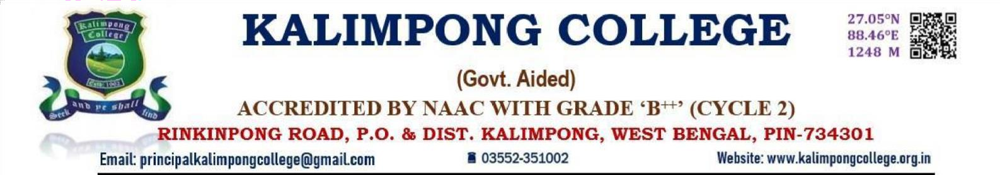 Kalimpong
College
Estd: 1962
Seek and ye shall find
KALIMPONG COLLEGE
27.05°N
88.46°E
1248 M
(Govt. Aided)
ACCREDITED BY NAAC WITH GRADE ‘B++’ (CYCLE 2)
RINKINPONG ROAD, P.O. & DIST. KALIMPONG, WEST BENGAL, PIN-734301
Email: principalkalimpongcollege@gmail.com 03552-351002 Website: www.kalimpongcollege.org.in